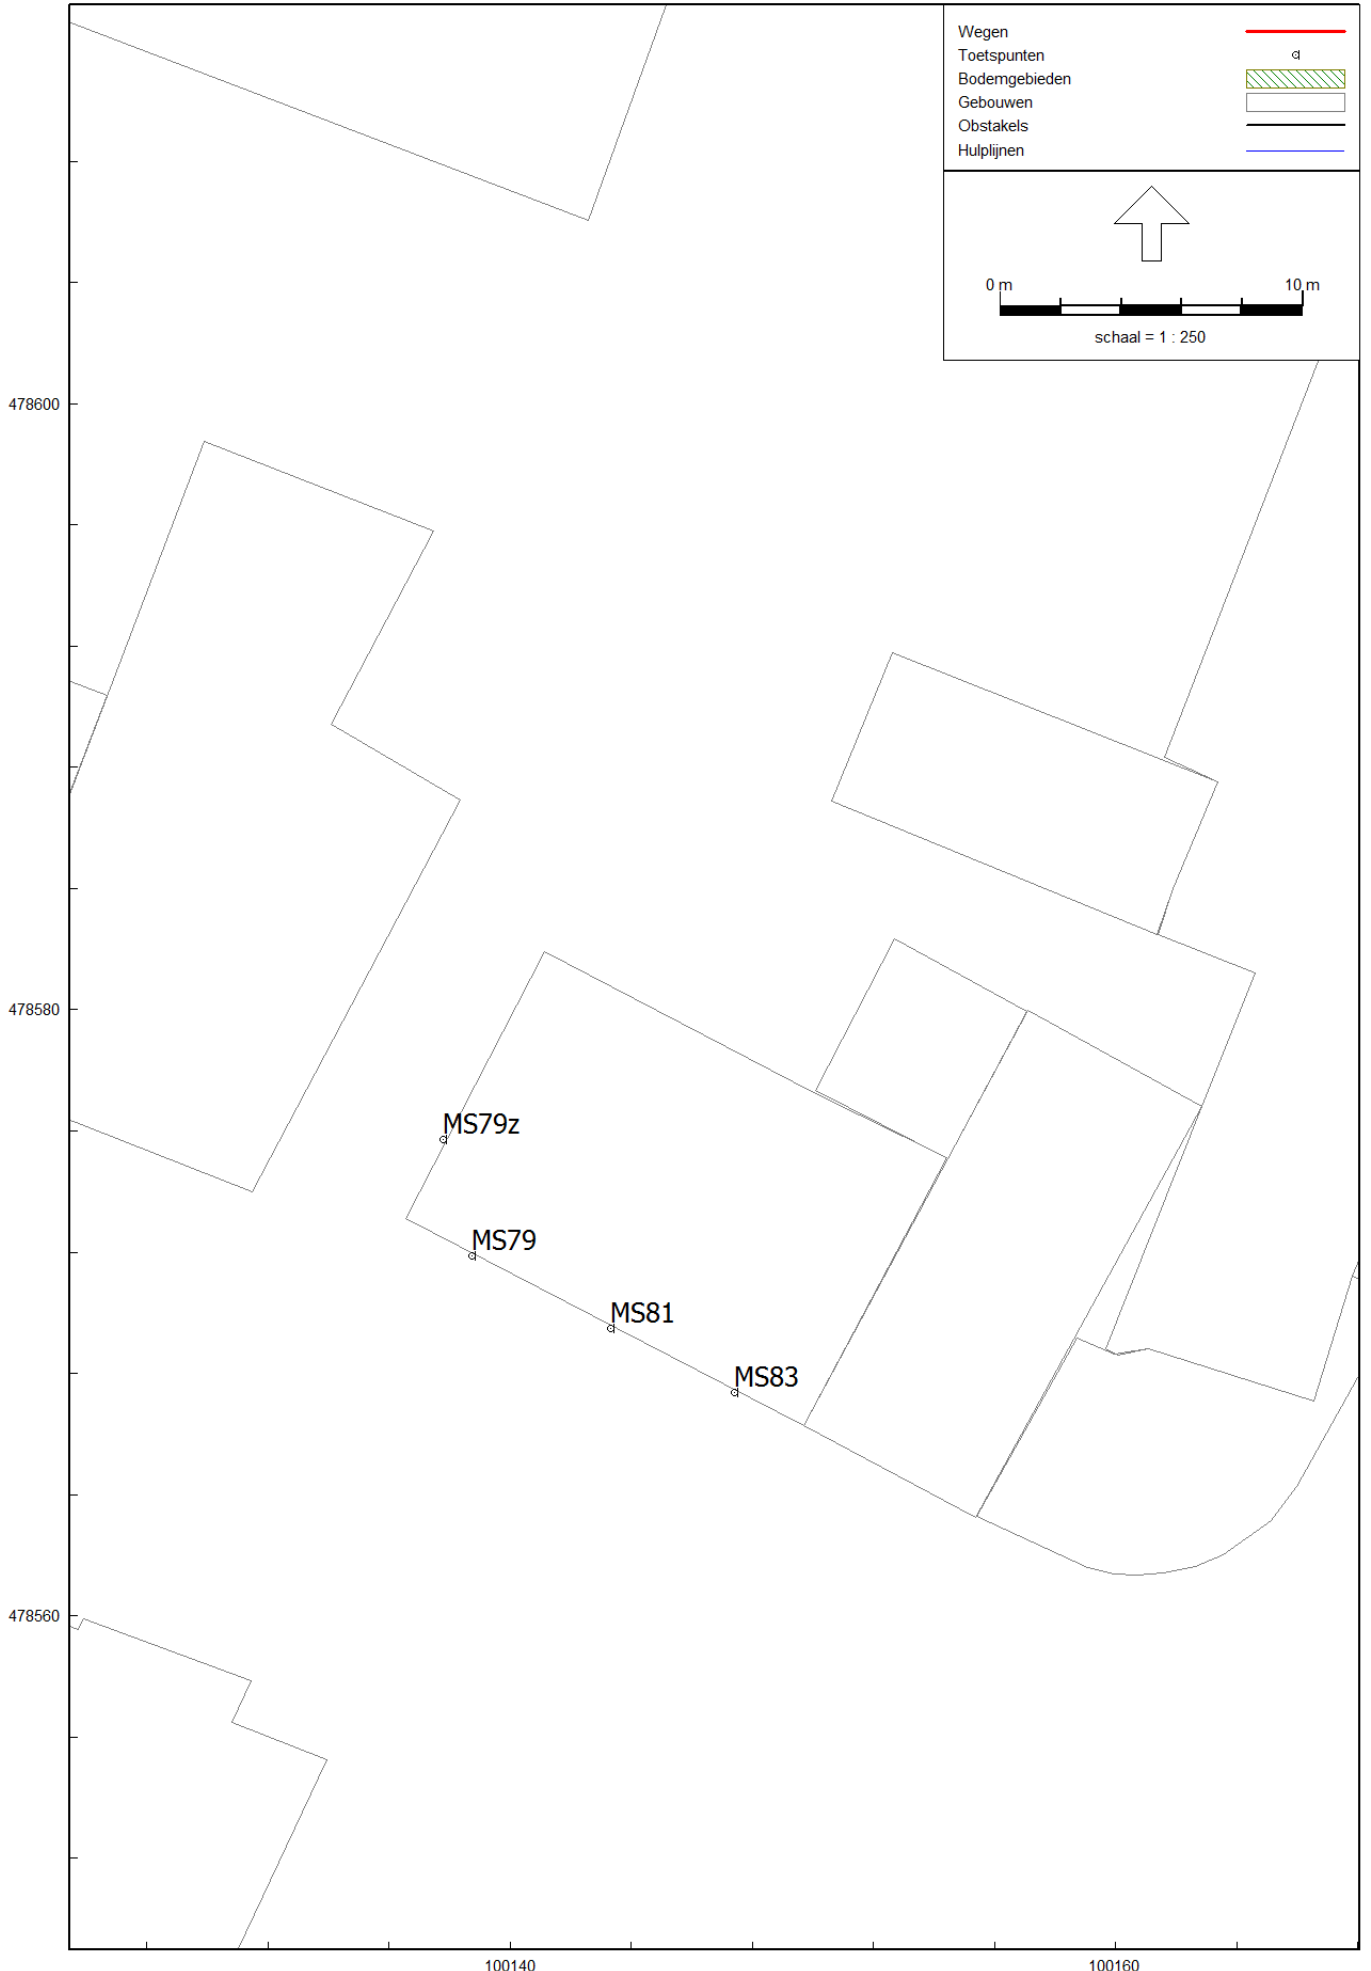 Wegen
Toetspunten
Bodemgebieden
Gebouwen
Obstakels
Hulplijnen
0 m 10 m
schaal = 1 : 250
478600
478580
MS79z
MS79
MS81
MS83
478560
100140 100160